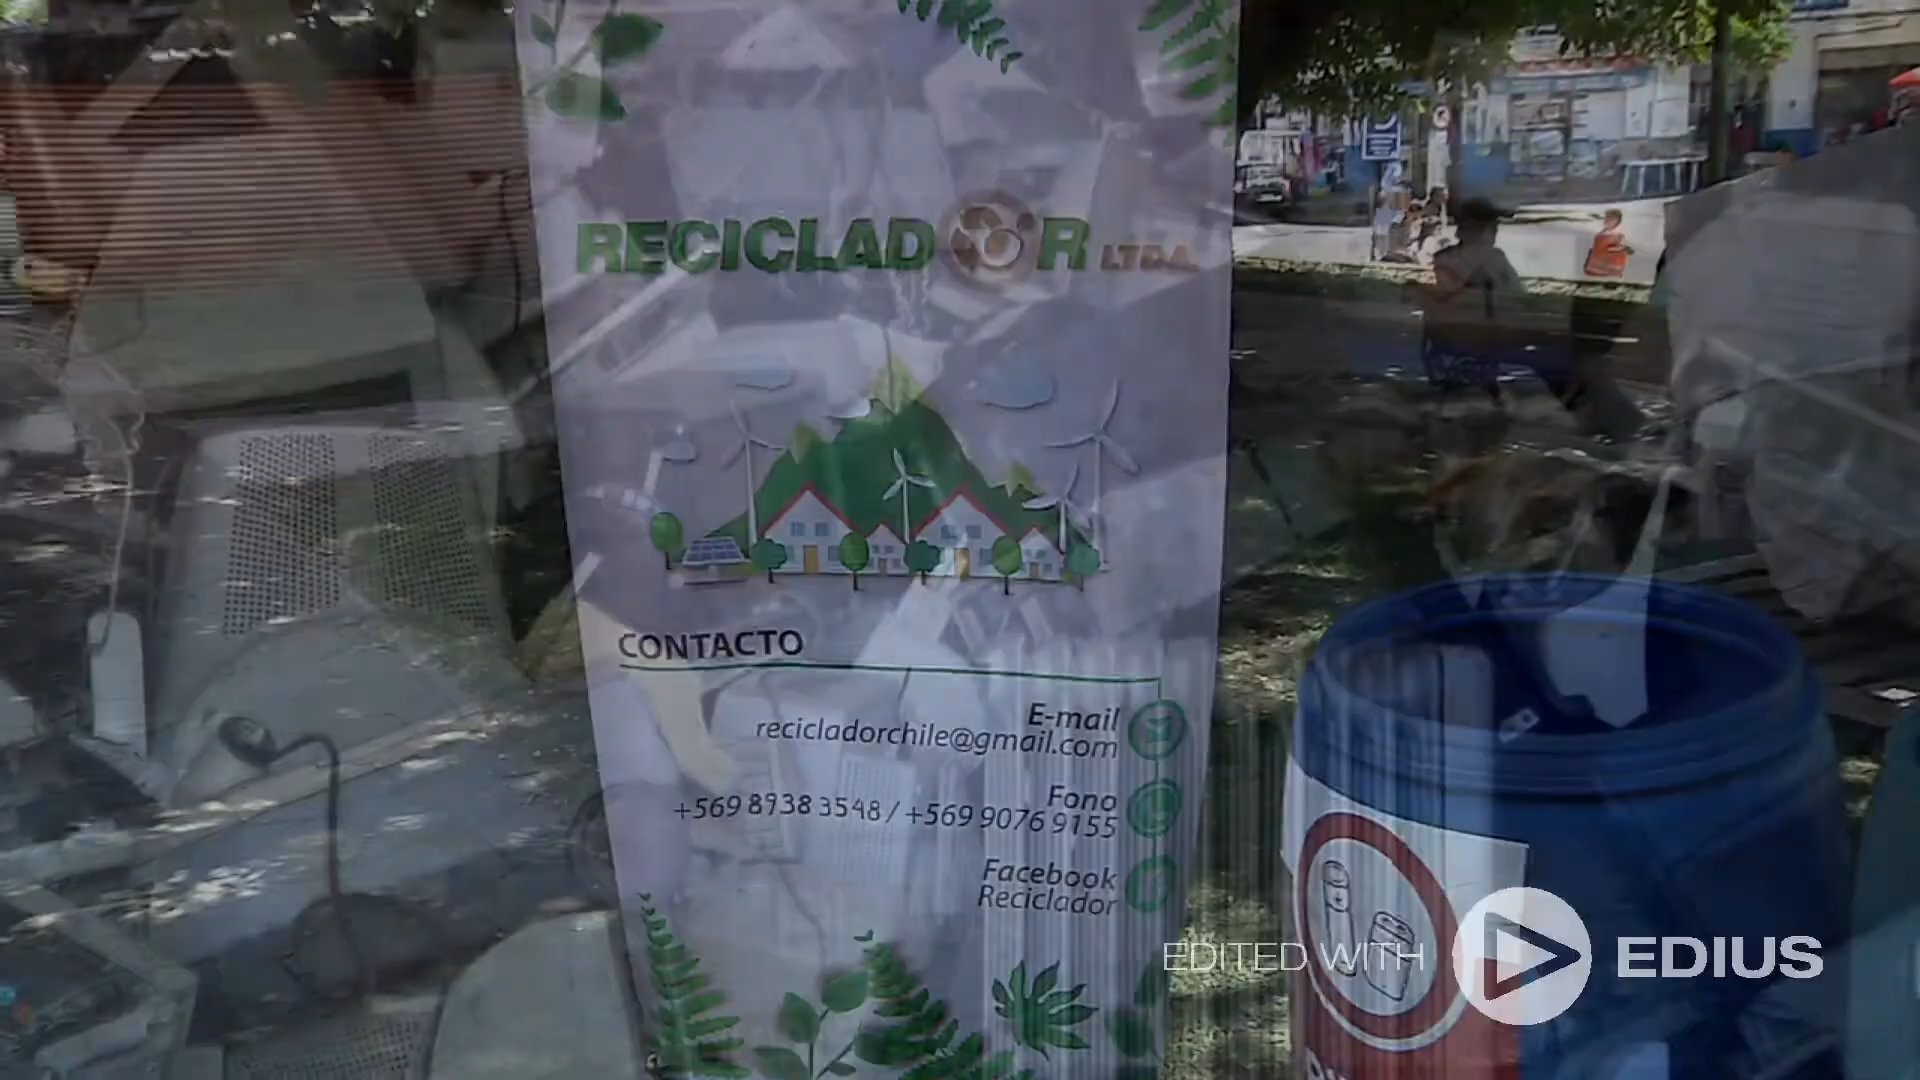 RECICLADOR LTDA.
CONTACTO
E-mail
recicladorchile@gmail.com
Fono
+569 8938 3548 / +569 9076 9155
Facebook
Reciclador
EDITED WITH EDIUS